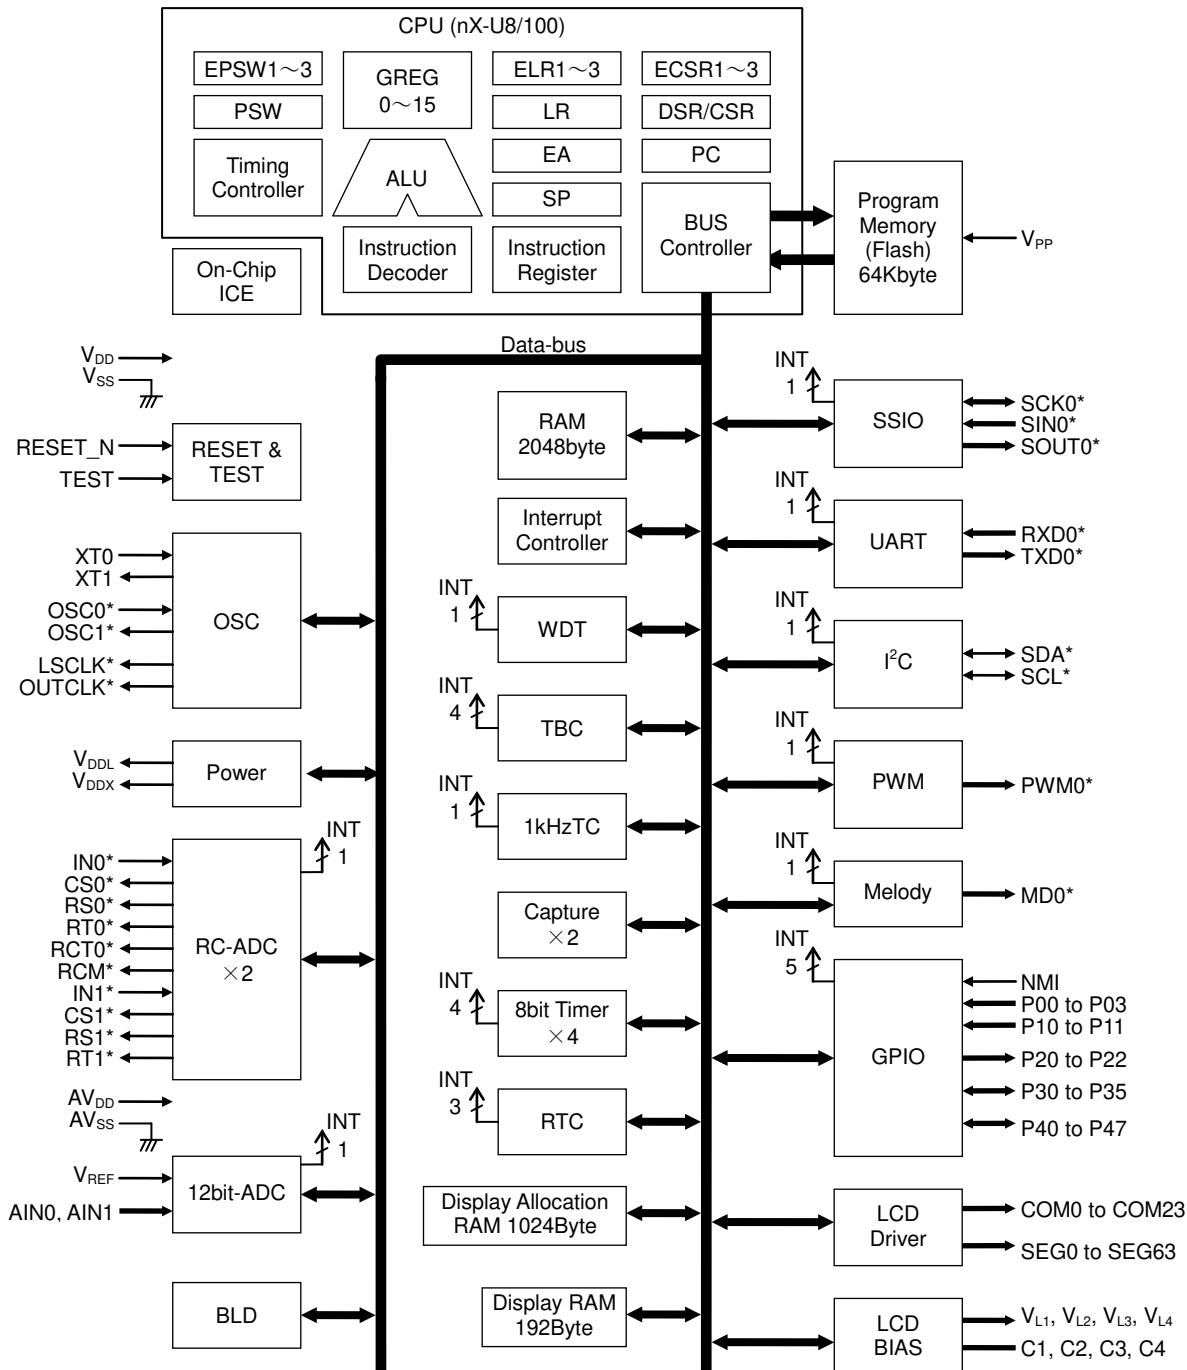 CPU (nX-U8/100)
EPSW1～3
GREG
0～15
ELR1～3
ECSR1～3
PSW
LR
DSR/CSR
Timing
Controller
ALU
EA
PC
SP
BUS
Controller
Instruction
Decoder
Instruction
Register
On-Chip
ICE
Program
Memory
(Flash)
64Kbyte
VPP
Data-bus
VDD
VSS
RESET_N
TEST
RESET &
TEST
XT0
XT1
OSC0*
OSC1*
LSCLK*
OUTCLK*
OSC
VDDL
VDDX
Power
IN0*
CS0*
RS0*
RT0*
RCT0*
RCM*
IN1*
CS1*
RS1*
RT1*
RC-ADC
×2
INT
1
AVDD
AVSS
VREF
AIN0, AIN1
12bit-ADC
INT
1
BLD
RAM
2048byte
Interrupt
Controller
INT
1
WDT
INT
4
TBC
INT
1
1kHzTC
Capture
×2
INT
4
8bit Timer
×4
INT
3
RTC
Display Allocation
RAM 1024Byte
Display RAM
192Byte
INT
1
SSIO
SCK0*
SIN0*
SOUT0*
INT
1
UART
RXD0*
TXD0*
INT
1
I²C
SDA*
SCL*
INT
1
PWM
PWM0*
INT
1
Melody
MD0*
INT
5
GPIO
NMI
P00 to P03
P10 to P11
P20 to P22
P30 to P35
P40 to P47
LCD
Driver
COM0 to COM23
SEG0 to SEG63
LCD
BIAS
VL1, VL2, VL3, VL4
C1, C2, C3, C4